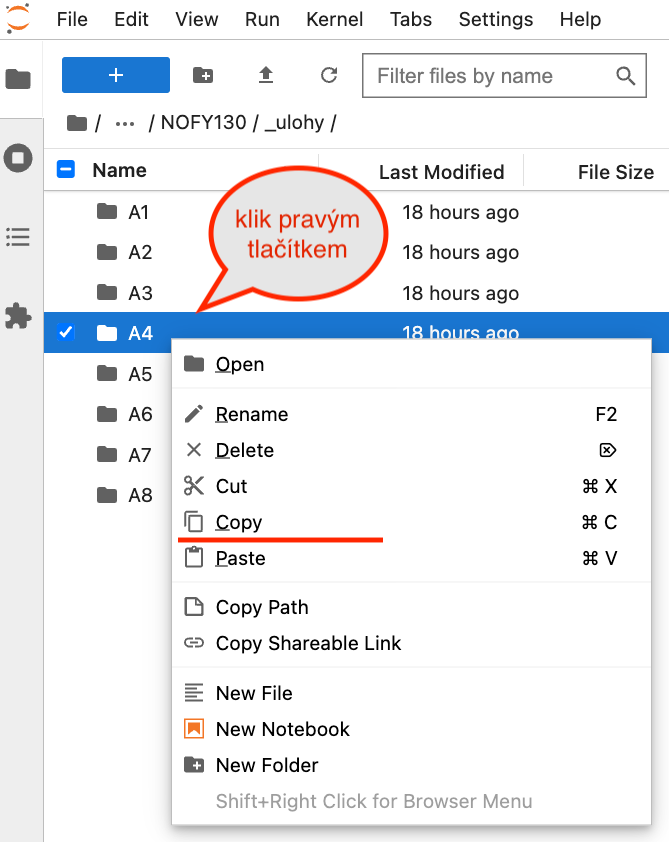 File Edit View Run Kernel Tabs Settings Help
+ Filter files by name
/ ... / NOFY130 / _ulohy /
Name Last Modified File Size
A1 18 hours ago
A2 18 hours ago
A3 18 hours ago
A4 18 hours ago
A5
A6
A7
A8
klik pravým
tlačítkem
Open
Rename F2
Delete
Cut ⌘ X
Copy ⌘ C
Paste ⌘ V
Copy Path
Copy Shareable Link
New File
New Notebook
New Folder
Shift+Right Click for Browser Menu